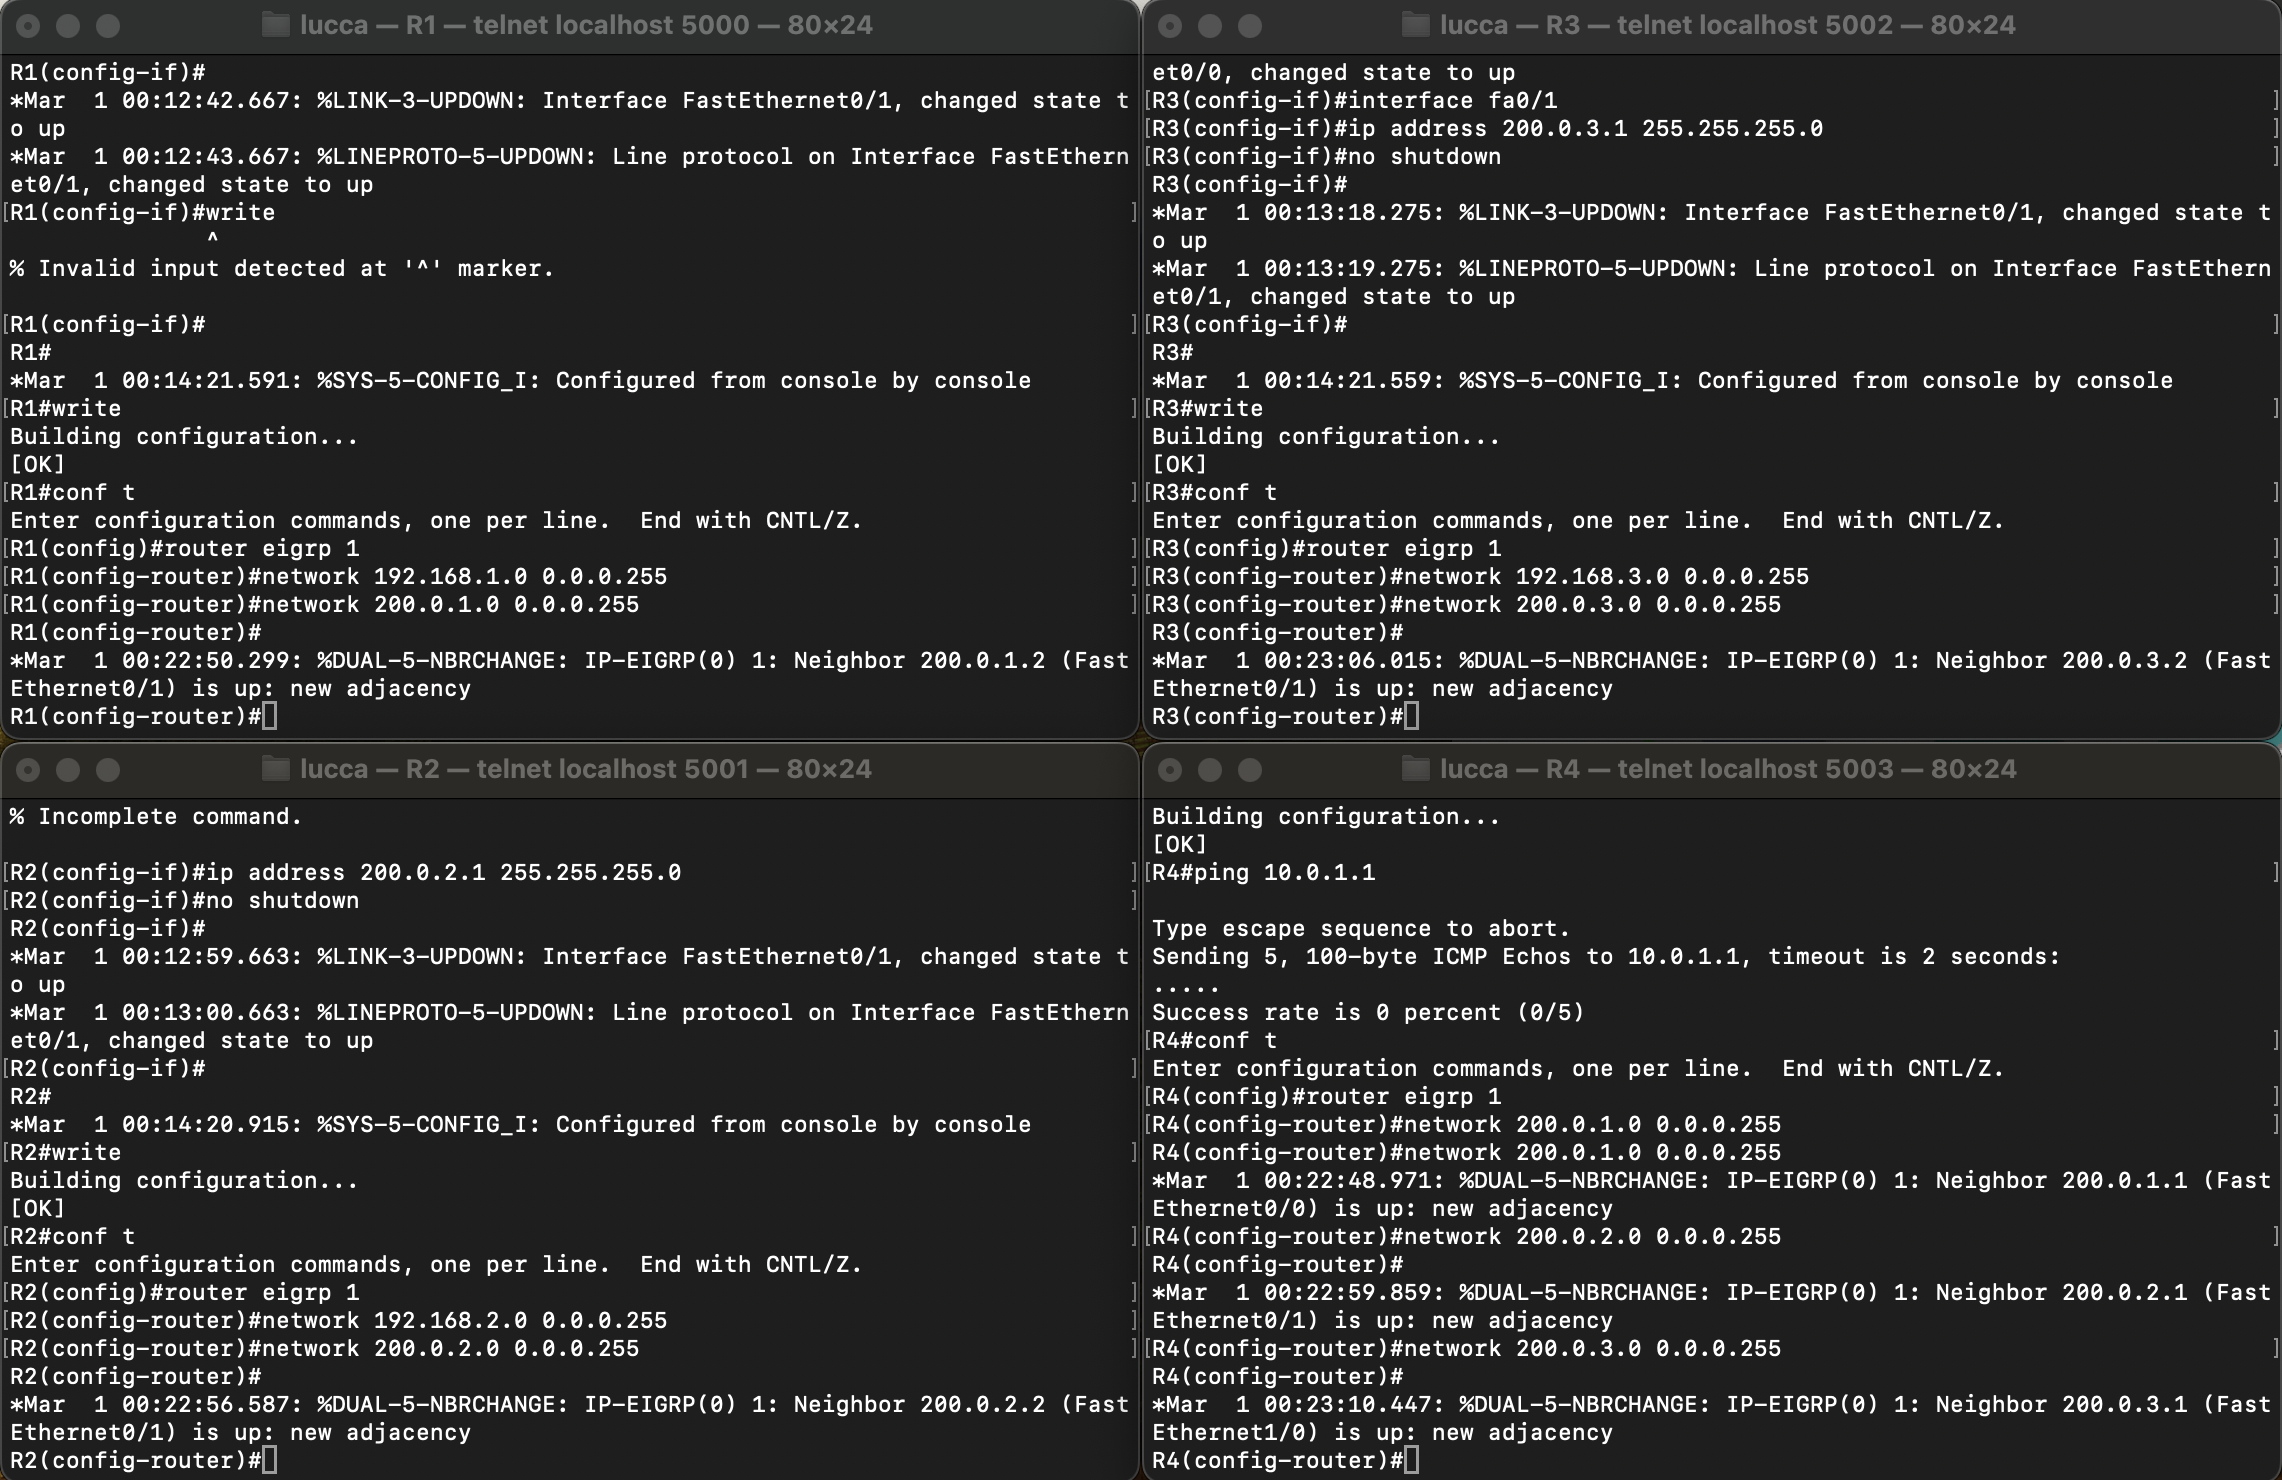 lucca — R1 — telnet localhost 5000 — 80×24
R1(config-if)#
*Mar  1 00:12:42.667: %LINK-3-UPDOWN: Interface FastEthernet0/1, changed state t
o up
*Mar  1 00:12:43.667: %LINEPROTO-5-UPDOWN: Line protocol on Interface FastEthern
et0/1, changed state to up
[R1(config-if)#write ]
^
% Invalid input detected at '^' marker.
[R1(config-if)# ]
R1#
*Mar  1 00:14:21.591: %SYS-5-CONFIG_I: Configured from console by console
[R1#write ]
Building configuration...
[OK]
[R1#conf t ]
Enter configuration commands, one per line.  End with CNTL/Z.
[R1(config)#router eigrp 1 ]
[R1(config-router)#network 192.168.1.0 0.0.0.255 ]
[R1(config-router)#network 200.0.1.0 0.0.0.255 ]
R1(config-router)#
*Mar  1 00:22:50.299: %DUAL-5-NBRCHANGE: IP-EIGRP(0) 1: Neighbor 200.0.1.2 (Fast
Ethernet0/1) is up: new adjacency
R1(config-router)#
lucca — R3 — telnet localhost 5002 — 80×24
et0/0, changed state to up
[R3(config-if)#interface fa0/1 ]
[R3(config-if)#ip address 200.0.3.1 255.255.255.0 ]
[R3(config-if)#no shutdown ]
R3(config-if)#
*Mar  1 00:13:18.275: %LINK-3-UPDOWN: Interface FastEthernet0/1, changed state t
o up
*Mar  1 00:13:19.275: %LINEPROTO-5-UPDOWN: Line protocol on Interface FastEthern
et0/1, changed state to up
[R3(config-if)# ]
R3#
*Mar  1 00:14:21.559: %SYS-5-CONFIG_I: Configured from console by console
[R3#write ]
Building configuration...
[OK]
[R3#conf t ]
Enter configuration commands, one per line.  End with CNTL/Z.
[R3(config)#router eigrp 1 ]
[R3(config-router)#network 192.168.3.0 0.0.0.255 ]
[R3(config-router)#network 200.0.3.0 0.0.0.255 ]
R3(config-router)#
*Mar  1 00:23:06.015: %DUAL-5-NBRCHANGE: IP-EIGRP(0) 1: Neighbor 200.0.3.2 (Fast
Ethernet0/1) is up: new adjacency
R3(config-router)#
lucca — R2 — telnet localhost 5001 — 80×24
% Incomplete command.
[R2(config-if)#ip address 200.0.2.1 255.255.255.0 ]
[R2(config-if)#no shutdown ]
R2(config-if)#
*Mar  1 00:12:59.663: %LINK-3-UPDOWN: Interface FastEthernet0/1, changed state t
o up
*Mar  1 00:13:00.663: %LINEPROTO-5-UPDOWN: Line protocol on Interface FastEthern
et0/1, changed state to up
[R2(config-if)# ]
R2#
*Mar  1 00:14:20.915: %SYS-5-CONFIG_I: Configured from console by console
[R2#write ]
Building configuration...
[OK]
[R2#conf t ]
Enter configuration commands, one per line.  End with CNTL/Z.
[R2(config)#router eigrp 1 ]
[R2(config-router)#network 192.168.2.0 0.0.0.255 ]
[R2(config-router)#network 200.0.2.0 0.0.0.255 ]
R2(config-router)#
*Mar  1 00:22:56.587: %DUAL-5-NBRCHANGE: IP-EIGRP(0) 1: Neighbor 200.0.2.2 (Fast
Ethernet0/1) is up: new adjacency
R2(config-router)#
lucca — R4 — telnet localhost 5003 — 80×24
Building configuration...
[OK]
[R4#ping 10.0.1.1 ]
Type escape sequence to abort.
Sending 5, 100-byte ICMP Echos to 10.0.1.1, timeout is 2 seconds:
.....
Success rate is 0 percent (0/5)
[R4#conf t ]
Enter configuration commands, one per line.  End with CNTL/Z.
[R4(config)#router eigrp 1 ]
[R4(config-router)#network 200.0.1.0 0.0.0.255 ]
[R4(config-router)#network 200.0.1.0 0.0.0.255
*Mar  1 00:22:48.971: %DUAL-5-NBRCHANGE: IP-EIGRP(0) 1: Neighbor 200.0.1.1 (Fast
Ethernet0/0) is up: new adjacency
[R4(config-router)#network 200.0.2.0 0.0.0.255 ]
R4(config-router)#
*Mar  1 00:22:59.859: %DUAL-5-NBRCHANGE: IP-EIGRP(0) 1: Neighbor 200.0.2.1 (Fast
Ethernet0/1) is up: new adjacency
[R4(config-router)#network 200.0.3.0 0.0.0.255 ]
R4(config-router)#
*Mar  1 00:23:10.447: %DUAL-5-NBRCHANGE: IP-EIGRP(0) 1: Neighbor 200.0.3.1 (Fast
Ethernet1/0) is up: new adjacency
R4(config-router)#